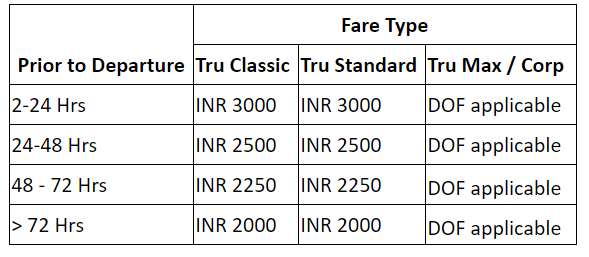 Fare Type
Prior to Departure Tru Classic Tru Standard Tru Max / Corp
2-24 Hrs INR 3000 INR 3000 DOF applicable
24-48 Hrs INR 2500 INR 2500 DOF applicable
48 - 72 Hrs INR 2250 INR 2250 DOF applicable
> 72 Hrs INR 2000 INR 2000 DOF applicable